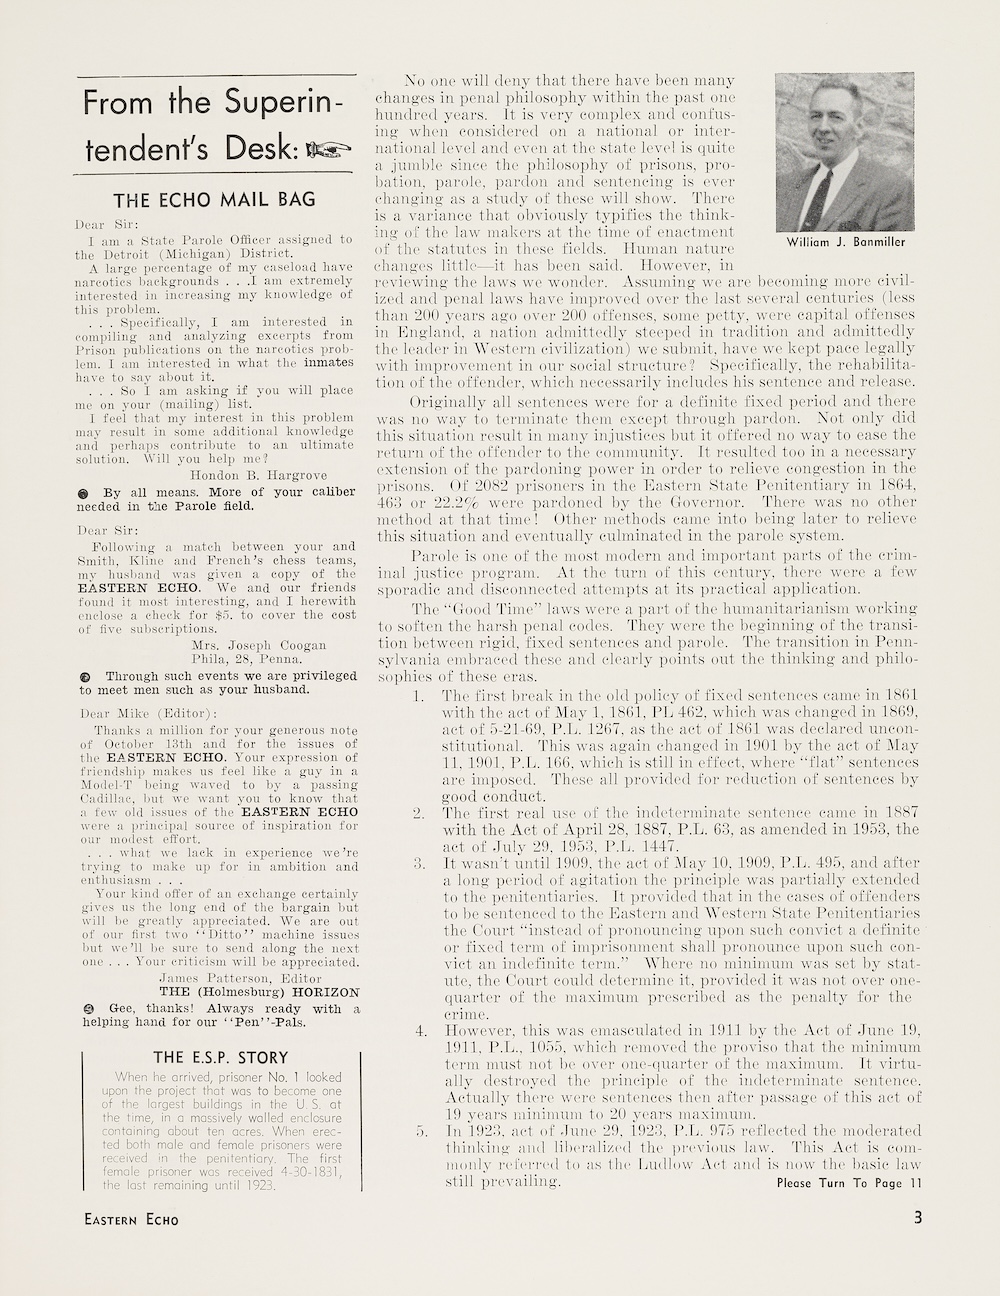 From the Superin-
tendent's Desk:
THE ECHO MAIL BAG
Dear Sir:
I am a State Parole Officer assigned to
the Detroit (Michigan) District.
A large percentage of my caseload have
narcotics backgrounds . . .I am extremely
interested in increasing my knowledge of
this problem.
. . . Specifically, I am interested in
compiling and analyzing excerpts from
Prison publications on the narcotics prob-
lem. I am interested in what the inmates
have to say about it.
. . . So I am asking if you will place
me on your (mailing) list.
I feel that my interest in this problem
may result in some additional knowledge
and perhaps contribute to an ultimate
solution. Will you help me?
Hondon B. Hargrove
By all means. More of your caliber
needed in the Parole field.
Dear Sir:
Following a match between your and
Smith, Kline and French's chess teams,
my husband was given a copy of the
EASTERN ECHO. We and our friends
found it most interesting, and I herewith
enclose a check for $5. to cover the cost
of five subscriptions.
Mrs. Joseph Coogan
Phila, 28, Penna.
Through such events we are privileged
to meet men such as your husband.
Dear Mike (Editor):
Thanks a million for your generous note
of October 13th and for the issues of
the EASTERN ECHO. Your expression of
friendship makes us feel like a guy in a
Model-T being waved to by a passing
Cadillac, but we want you to know that
a few old issues of the EASTERN ECHO
were a principal source of inspiration for
our modest effort.
. . . what we lack in experience we're
trying to make up for in ambition and
enthusiasm . . .
Your kind offer of an exchange certainly
gives us the long end of the bargain but
will be greatly appreciated. We are out
of our first two ''Ditto'' machine issues
but we'll be sure to send along the next
one . . . Your criticism will be appreciated.
James Patterson, Editor
THE (Holmesburg) HORIZON
Gee, thanks! Always ready with a
helping hand for our ''Pen''-Pals.
THE E.S.P. STORY
When he arrived, prisoner No. 1 looked
upon the project that was to become one
of the largest buildings in the U. S. at
the time, in a massively walled enclosure
containing about ten acres. When erec-
ted both male and female prisoners were
received in the penitentiary. The first
female prisoner was received 4-30-1831,
the last remaining until 1923.
No one will deny that there have been many
changes in penal philosophy within the past one
hundred years. It is very complex and confus-
ing when considered on a national or inter-
national level and even at the state level is quite
a jumble since the philosophy of prisons, pro-
bation, parole, pardon and sentencing is ever
changing as a study of these will show. There
is a variance that obviously typifies the think-
ing of the law makers at the time of enactment
of the statutes in these fields. Human nature
changes little—it has been said. However, in
William J. Banmiller
reviewing the laws we wonder. Assuming we are becoming more civil-
ized and penal laws have improved over the last several centuries (less
than 200 years ago over 200 offenses, some petty, were capital offenses
in England, a nation admittedly steeped in tradition and admittedly
the leader in Western civilization) we submit, have we kept pace legally
with improvement in our social structure? Specifically, the rehabilita-
tion of the offender, which necessarily includes his sentence and release.
Originally all sentences were for a definite fixed period and there
was no way to terminate them except through pardon. Not only did
this situation result in many injustices but it offered no way to ease the
return of the offender to the community. It resulted too in a necessary
extension of the pardoning power in order to relieve congestion in the
prisons. Of 2082 prisoners in the Eastern State Penitentiary in 1864,
463 or 22.2% were pardoned by the Governor. There was no other
method at that time! Other methods came into being later to relieve
this situation and eventually culminated in the parole system.
Parole is one of the most modern and important parts of the crim-
inal justice program. At the turn of this century, there were a few
sporadic and disconnected attempts at its practical application.
The “Good Time” laws were a part of the humanitarianism working
to soften the harsh penal codes. They were the beginning of the transi-
tion between rigid, fixed sentences and parole. The transition in Penn-
sylvania embraced these and clearly points out the thinking and philo-
sophies of these eras.
1. The first break in the old policy of fixed sentences came in 1861
with the act of May 1, 1861, PL 462, which was changed in 1869,
act of 5-21-69, P.L. 1267, as the act of 1861 was declared uncon-
stitutional. This was again changed in 1901 by the act of May
11, 1901, P.L. 166, which is still in effect, where “flat” sentences
are imposed. These all provided for reduction of sentences by
good conduct.
2. The first real use of the indeterminate sentence came in 1887
with the Act of April 28, 1887, P.L. 63, as amended in 1953, the
act of July 29, 1953, P.L. 1447.
3. It wasn't until 1909, the act of May 10, 1909, P.L. 495, and after
a long period of agitation the principle was partially extended
to the penitentiaries. It provided that in the cases of offenders
to be sentenced to the Eastern and Western State Penitentiaries
the Court “instead of pronouncing upon such convict a definite
or fixed term of imprisonment shall pronounce upon such con-
vict an indefinite term.” Where no minimum was set by stat-
ute, the Court could determine it, provided it was not over one-
quarter of the maximum prescribed as the penalty for the
crime.
4. However, this was emasculated in 1911 by the Act of June 19,
1911, P.L., 1055, which removed the proviso that the minimum
term must not be over one-quarter of the maximum. It virtu-
ally destroyed the principle of the indeterminate sentence.
Actually there were sentences then after passage of this act of
19 years minimum to 20 years maximum.
5. In 1923, act of June 29, 1923, P.L. 975 reflected the moderated
thinking and liberalized the previous law. This Act is com-
monly referred to as the Ludlow Act and is now the basic law
still prevailing.
Please Turn To Page 11
EASTERN ECHO
3